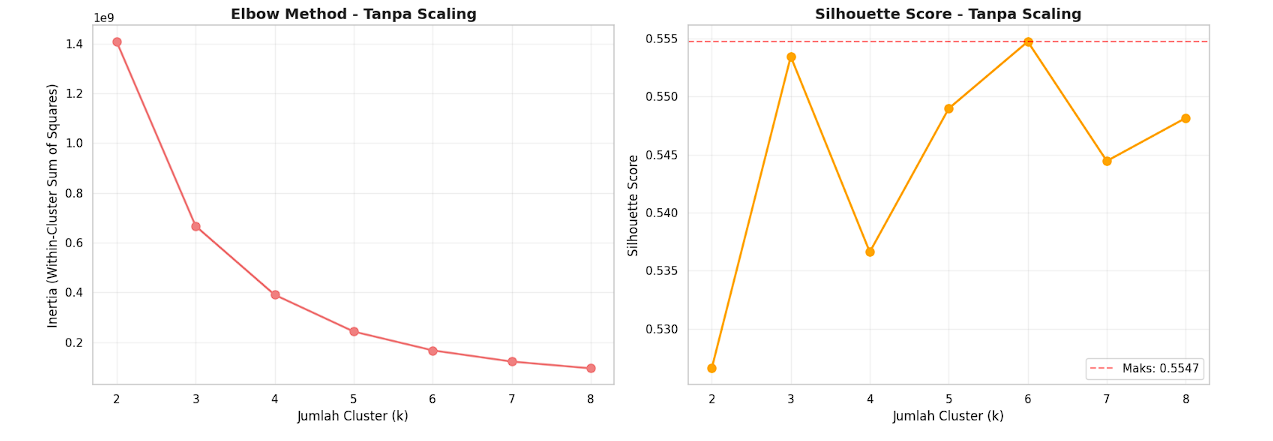 Elbow Method - Tanpa Scaling
1e9
1.4
1.2
1.0
0.8
0.6
0.4
0.2
Inertia (Within-Cluster Sum of Squares)
2 3 4 5 6 7 8
Jumlah Cluster (k)
Silhouette Score - Tanpa Scaling
0.555
0.550
0.545
0.540
0.535
0.530
Silhouette Score
Maks: 0.5547
2 3 4 5 6 7 8
Jumlah Cluster (k)